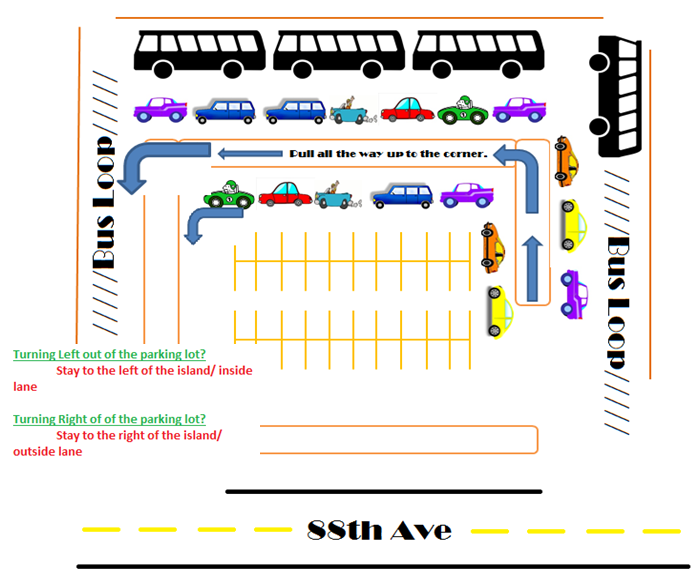 Pull all the way up to the corner.
Bus Loop
Bus Loop
Turning Left out of the parking lot?
Stay to the left of the island/ inside
lane
Turning Right of of the parking lot?
Stay to the right of the island/
outside lane
88th Ave